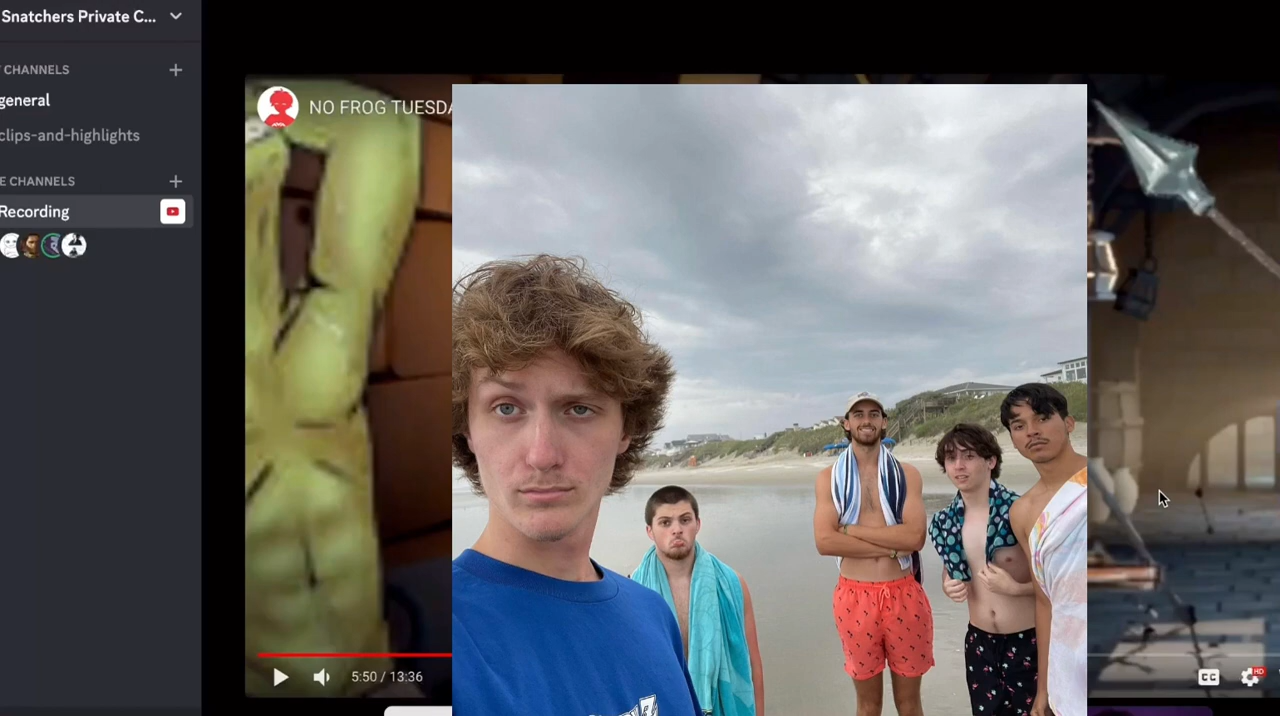 Snatchers Private C...
CHANNELS
general
clips-and-highlights
E CHANNELS
Recording
NO FROG TUESDA
5:50 / 13:36
CC
HD